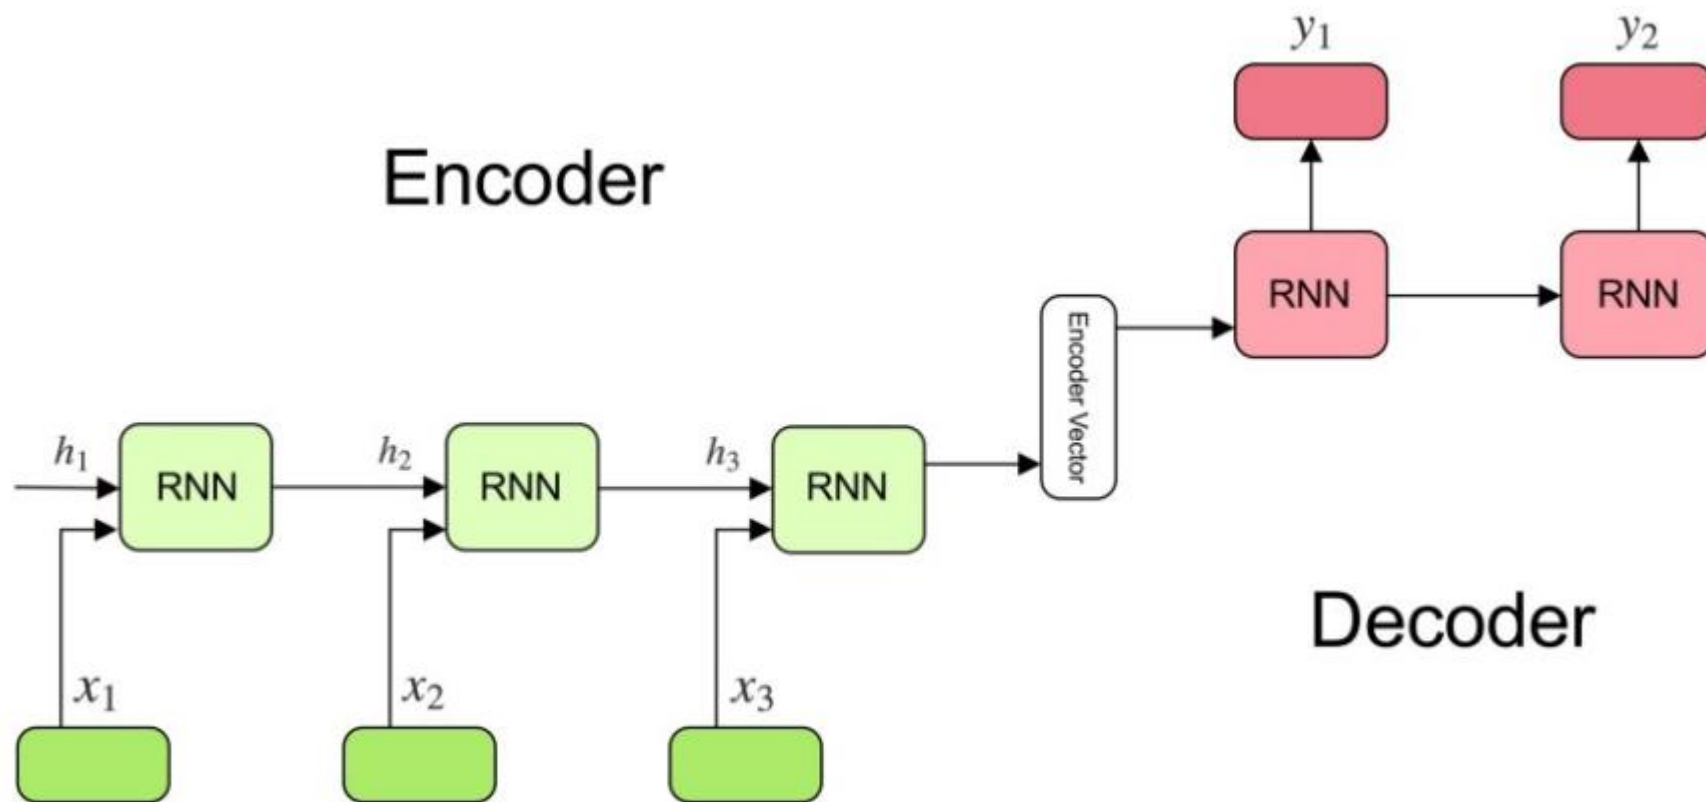 y₁
y₂
Encoder
RNN
RNN
Encoder Vector
h₁
RNN
h₂
RNN
h₃
RNN
Decoder
x₁
x₂
x₃